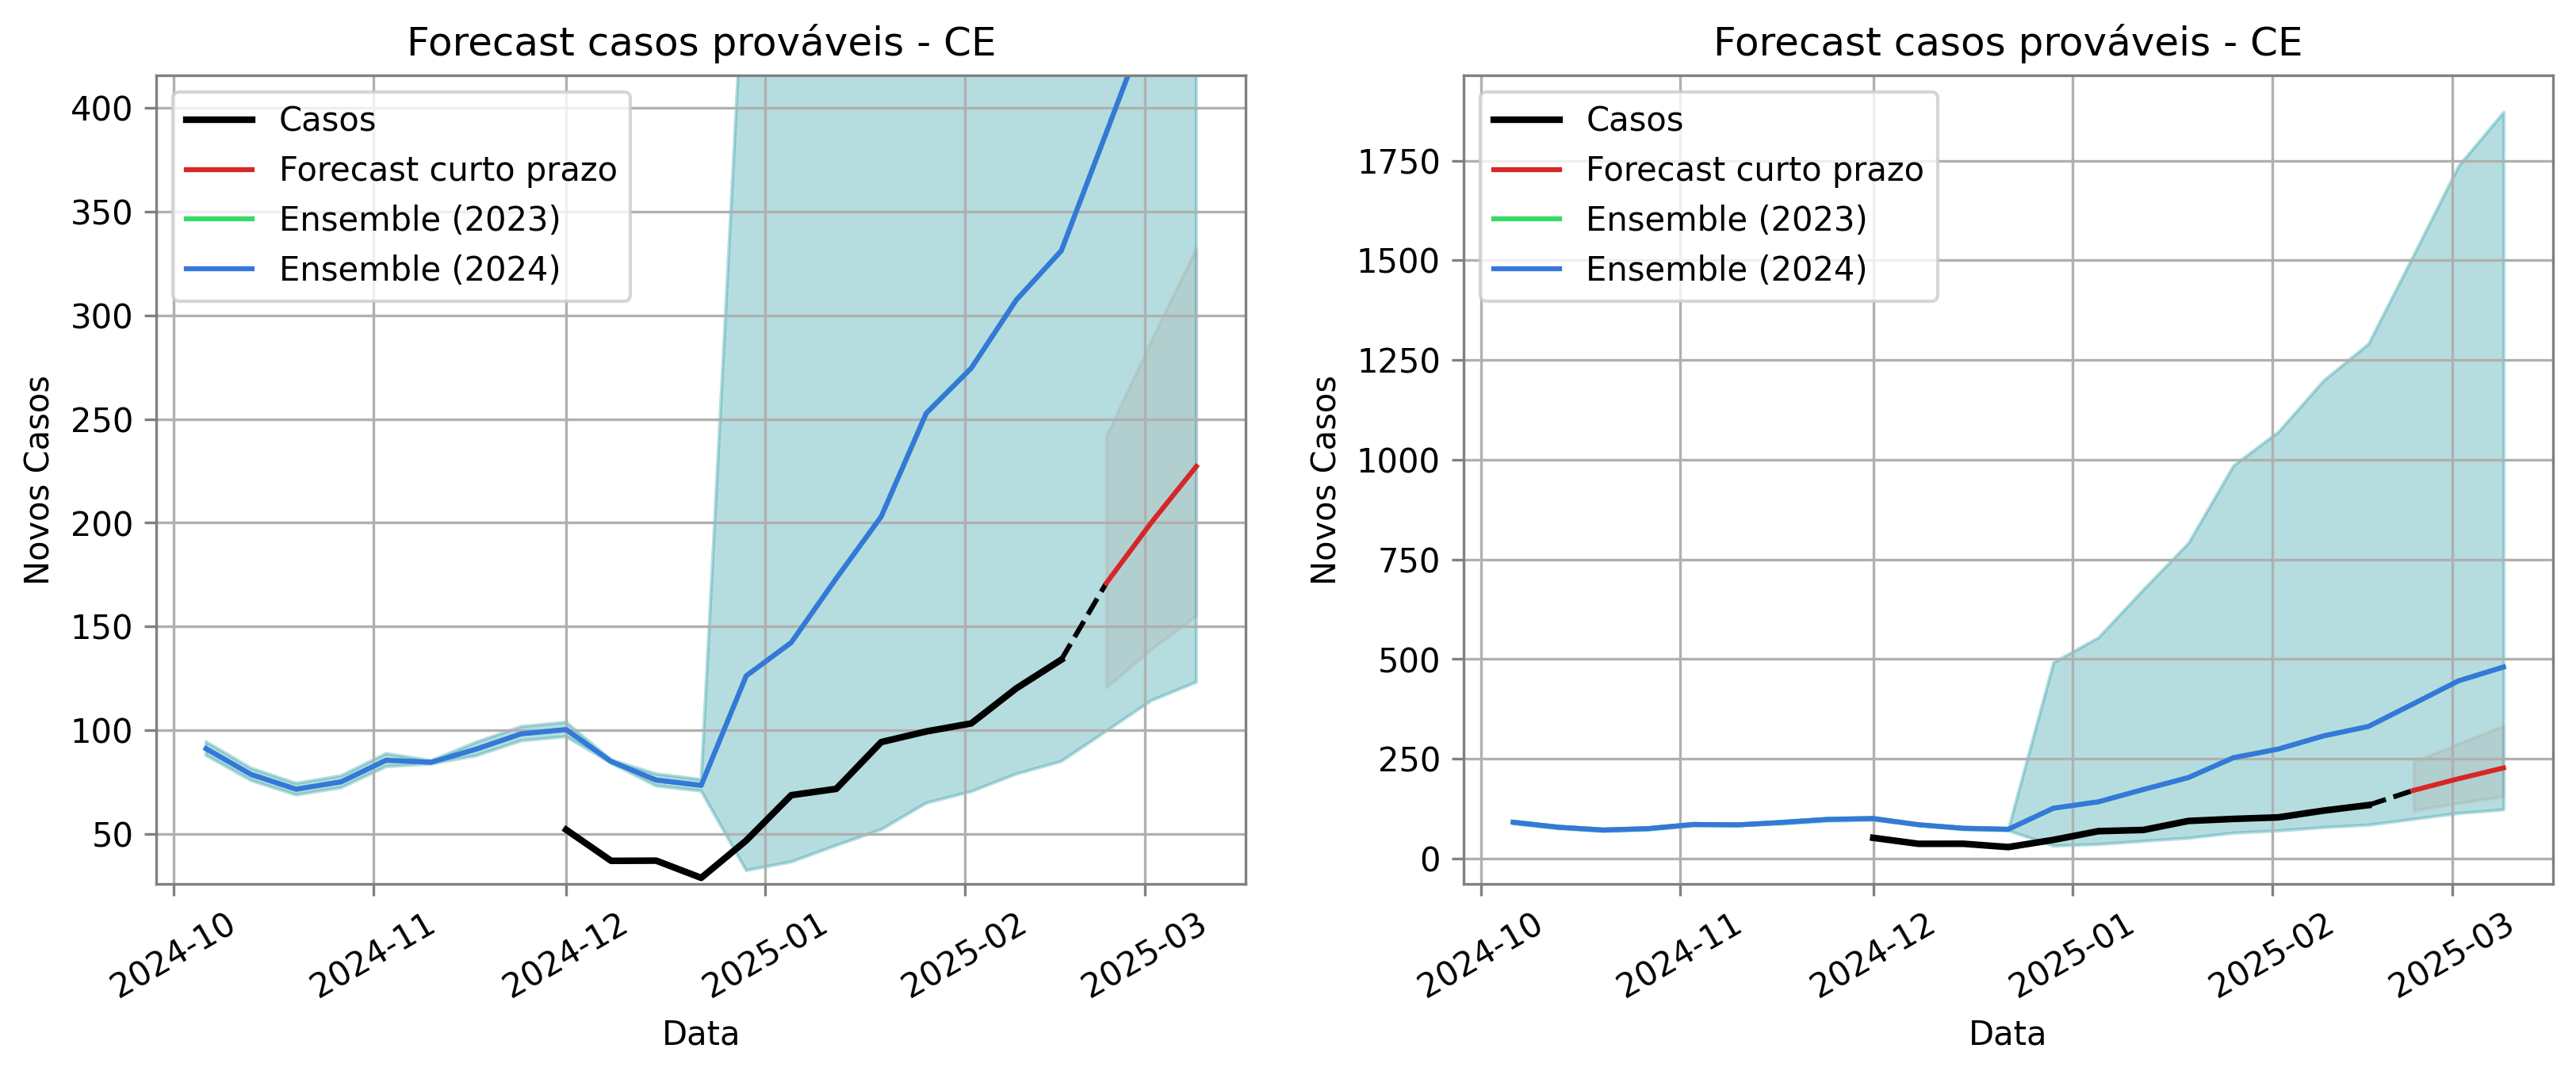 Forecast casos prováveis - CE
Casos
Forecast curto prazo
Ensemble (2023)
Ensemble (2024)
400
350
300
250
200
150
100
50
Novos Casos
2024-10
2024-11
2024-12
2025-01
2025-02
2025-03
Data
Forecast casos prováveis - CE
Casos
Forecast curto prazo
Ensemble (2023)
Ensemble (2024)
1750
1500
1250
1000
750
500
250
0
Novos Casos
2024-10
2024-11
2024-12
2025-01
2025-02
2025-03
Data